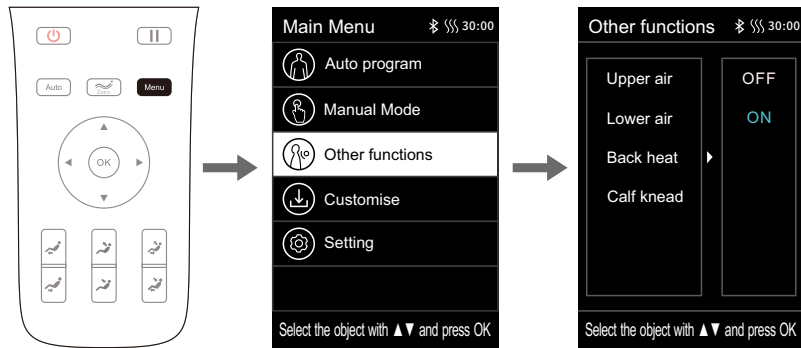 Auto
Zero
Menu
OK
Main Menu 30:00
Auto program
Manual Mode
Other functions
Customise
Setting
Select the object with ▲▼ and press OK
Other functions 30:00
Upper air OFF
Lower air ON
Back heat
Calf knead
Select the object with ▲▼ and press OK